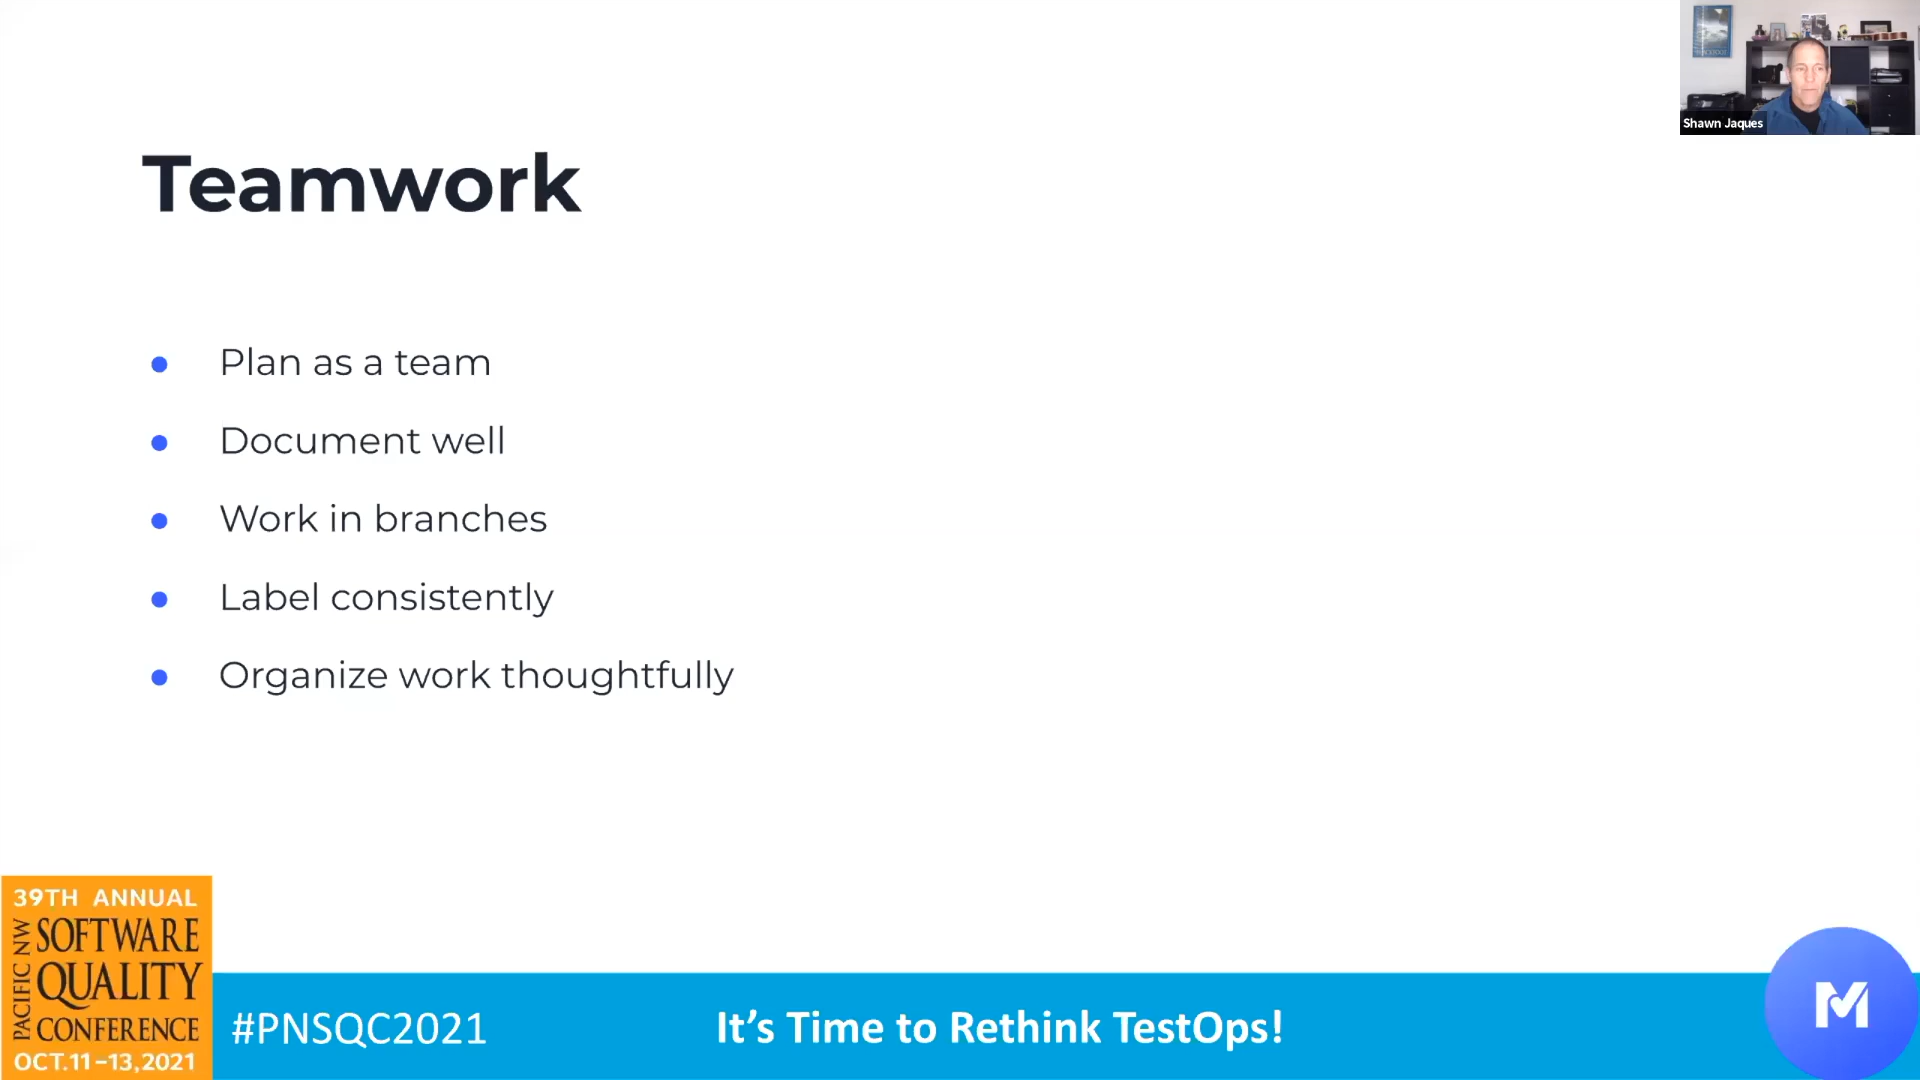 Shawn Jaques
Teamwork
Plan as a team
Document well
Work in branches
Label consistently
Organize work thoughtfully
39TH ANNUAL
PACIFIC NW
SOFTWARE
QUALITY
CONFERENCE
OCT.11–13,2021
#PNSQC2021
It’s Time to Rethink TestOps!
M